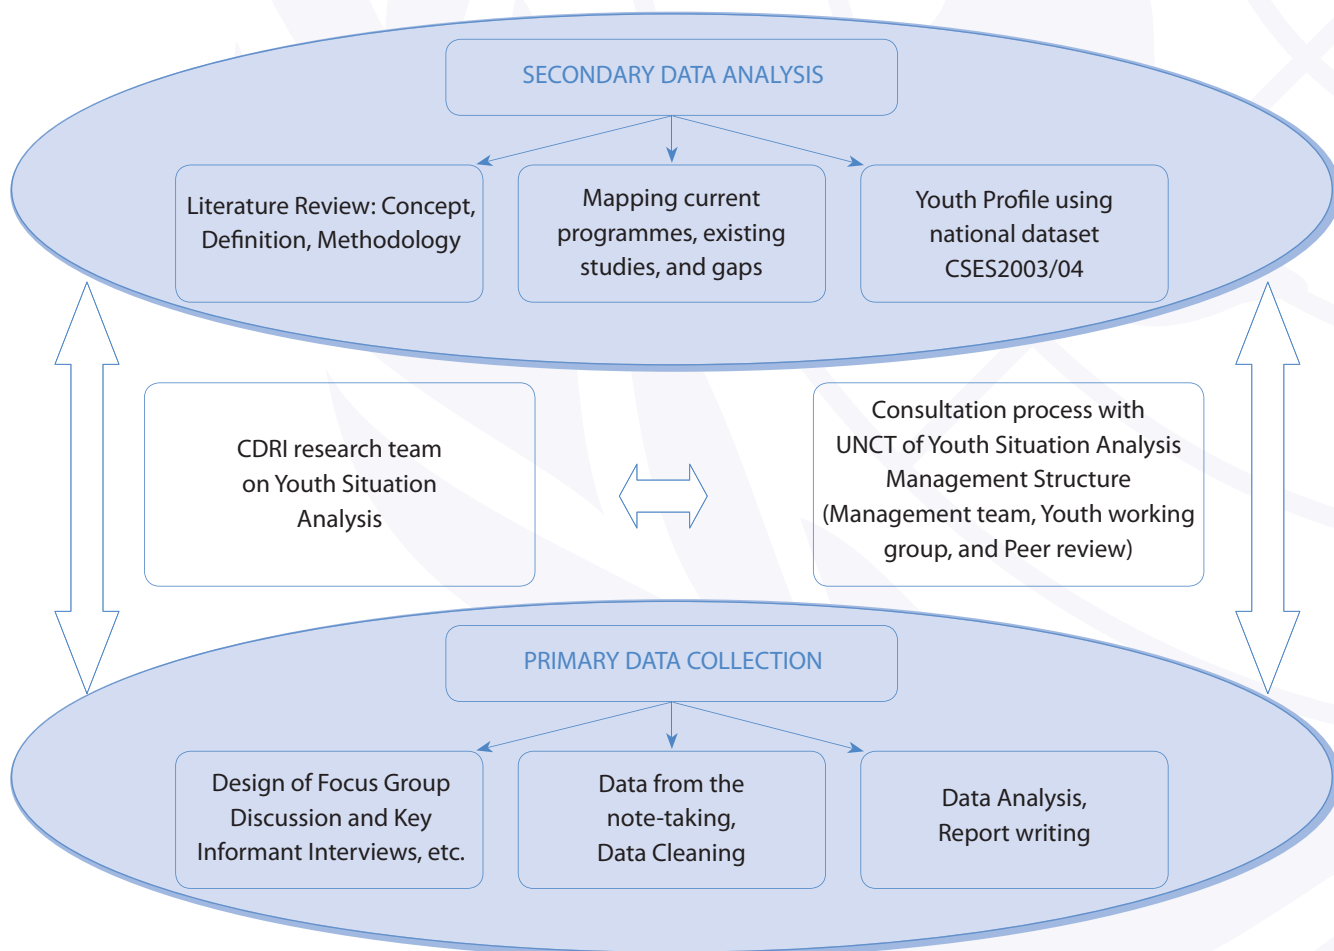 SECONDARY DATA ANALYSIS
Literature Review: Concept,
Definition, Methodology
Mapping current
programmes, existing
studies, and gaps
Youth Profile using
national dataset
CSES2003/04
CDRI research team
on Youth Situation
Analysis
Consultation process with
UNCT of Youth Situation Analysis
Management Structure
(Management team, Youth working
group, and Peer review)
PRIMARY DATA COLLECTION
Design of Focus Group
Discussion and Key
Informant Interviews, etc.
Data from the
note-taking,
Data Cleaning
Data Analysis,
Report writing